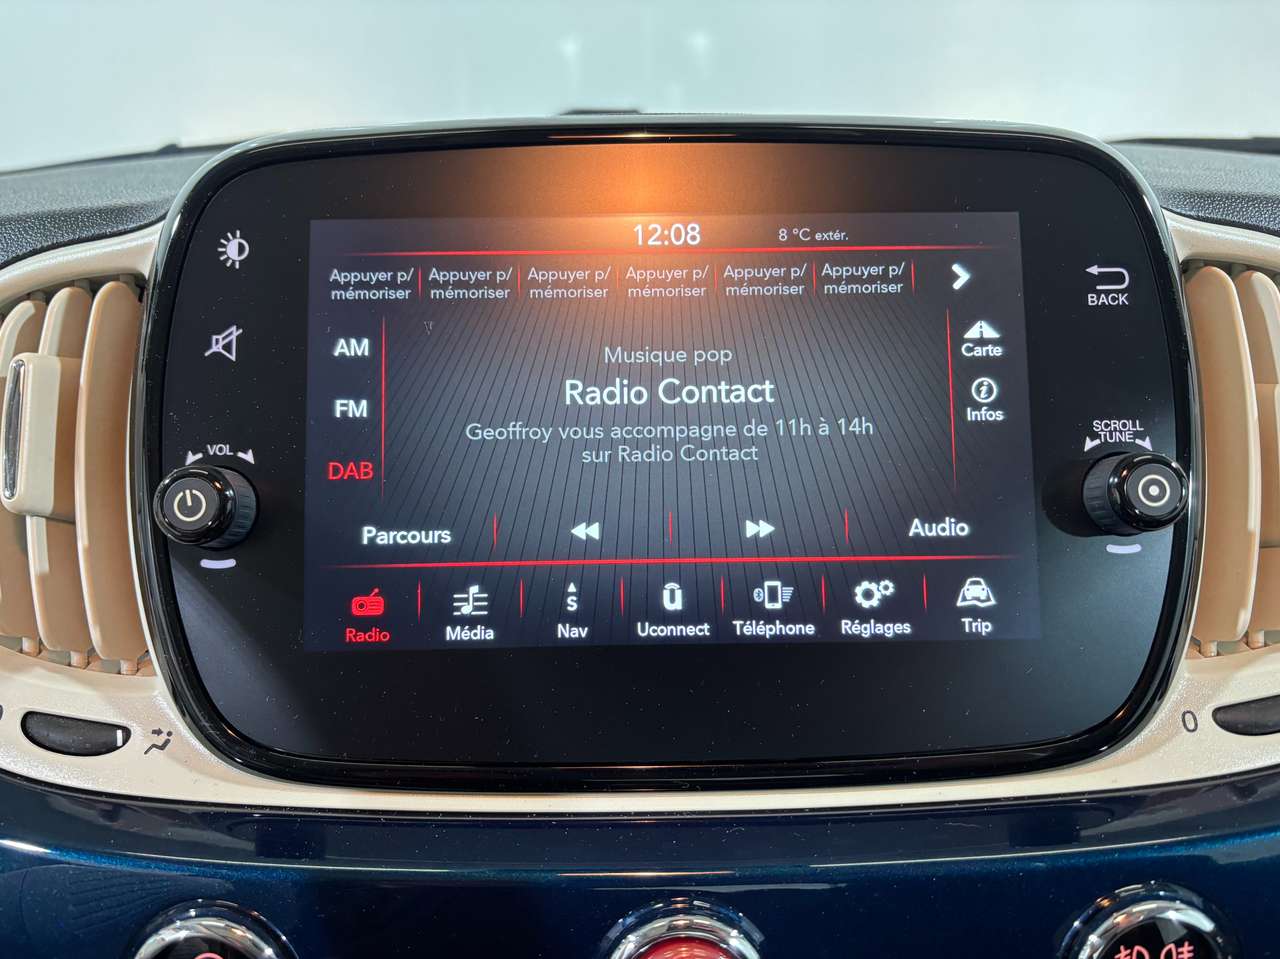 12:08
8 °C extér.
Appuyer p/ mémoriser
Appuyer p/ mémoriser
Appuyer p/ mémoriser
Appuyer p/ mémoriser
Appuyer p/ mémoriser
Appuyer p/ mémoriser
BACK
AM
Musique pop
Carte
FM
Radio Contact
Infos
Geoffroy vous accompagne de 11h à 14h
sur Radio Contact
DAB
VOL
SCROLL
TUNE
Parcours
Audio
S
Radio
Média
Nav
Uconnect
Téléphone
Réglages
Trip
0